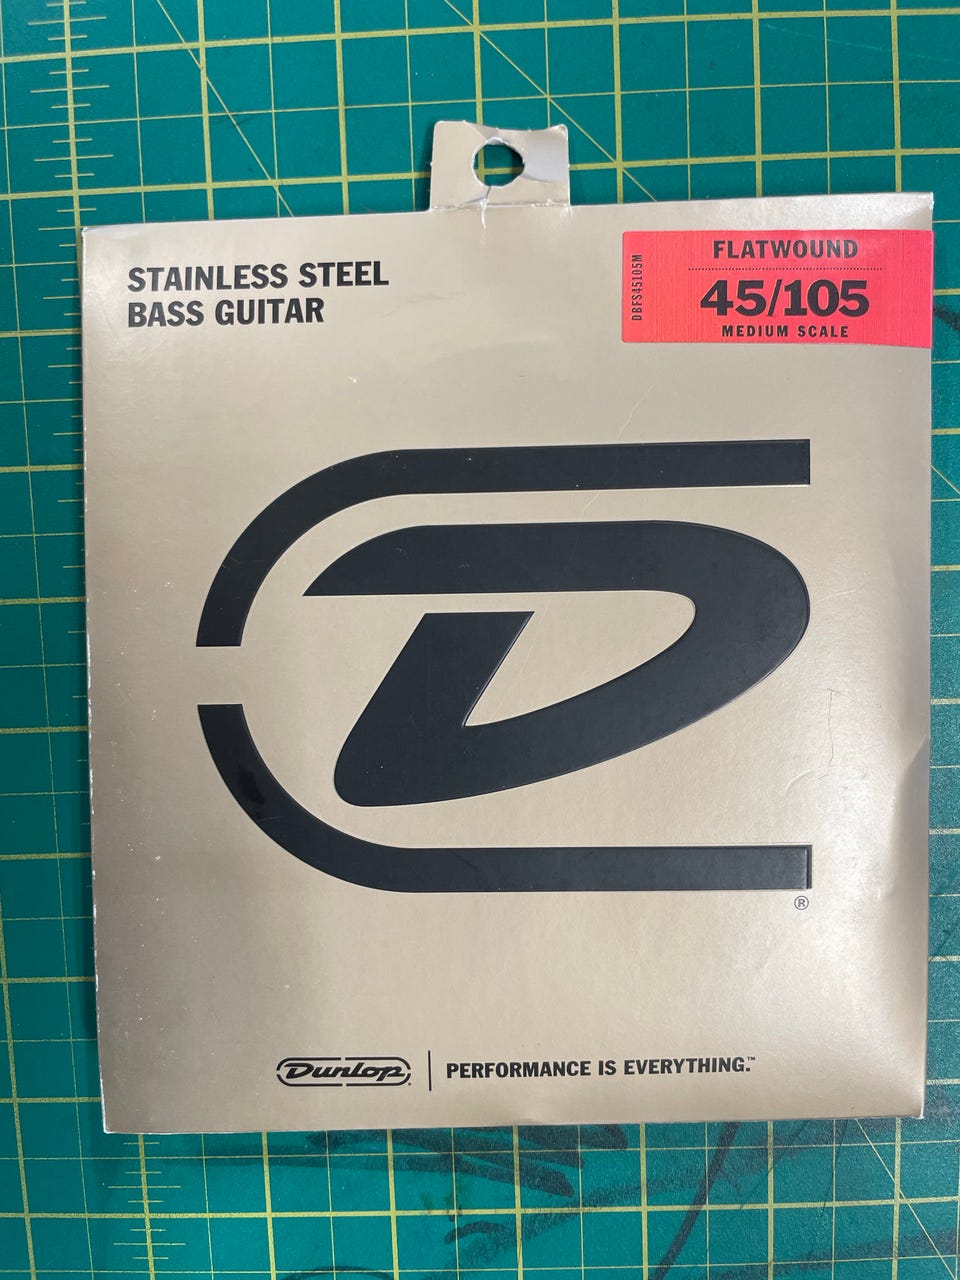 STAINLESS STEEL
BASS GUITAR
DBFS45105M
FLATWOUND
45/105
MEDIUM SCALE
D
®
Dunlop® | PERFORMANCE IS EVERYTHING.™